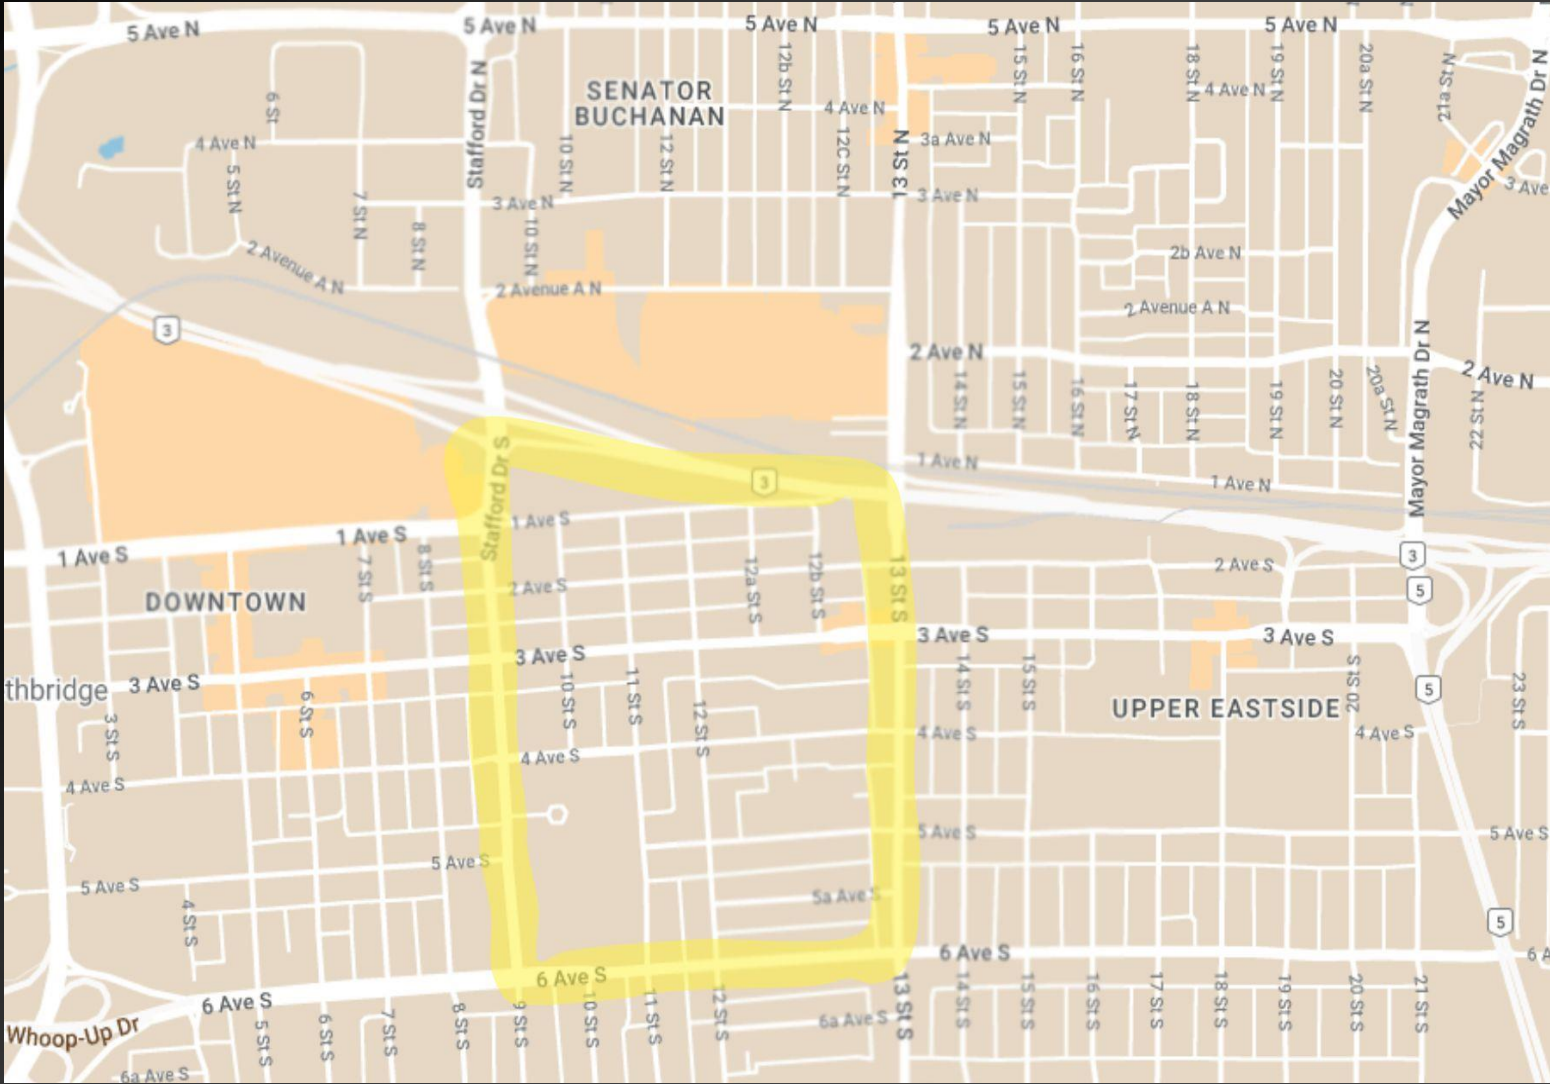 5 Ave N
5 Ave N
5 Ave N
5 Ave N
5 Ave N
Stafford Dr N
SENATOR
BUCHANAN
12b St N
15 St N
16 St N
18 St N
4 Ave N
19 St N
20a St N
21a St N
Mayor Magrath Dr N
6 St
4 Ave N
4 Ave N
5 St N
10 St N
12 St N
12C St N
13 St N
3a Ave N
3 Ave
7 St N
8 St N
3 Ave N
10 St N
3 Ave N
2 Avenue A N
2 Avenue A N
2b Ave N
2 Avenue A N
3
2 Ave N
2 Ave N
14 St N
15 St N
16 St N
17 St N
18 St N
19 St N
20 St N
20a St N
Mayor Magrath Dr N
22 St N
1 Ave N
1 Ave N
3
Stafford Dr S
1 Ave S
1 Ave S
1 Ave S
7 St S
8 St S
2 Ave S
12a St S
12b St S
13 St S
2 Ave S
3
5
DOWNTOWN
3 Ave S
3 Ave S
3 Ave S
thbridge
3 Ave S
3 St S
6 St S
10 St S
11 St S
12 St S
14 St S
15 St S
UPPER EASTSIDE
20 St S
5
23 St S
4 Ave S
4 Ave S
4 Ave S
4 Ave S
5 Ave S
5 Ave S
5 Ave S
5 Ave S
4 St S
5a Ave S
5
6 Ave S
6 A
6 Ave S
6 Ave S
Whoop-Up Dr
5 St S
6 St S
7 St S
8 St S
9 St S
10 St S
11 St S
12 St S
6a Ave S
13 St S
14 St S
15 St S
16 St S
17 St S
18 St S
19 St S
20 St S
21 St S
6a Ave S